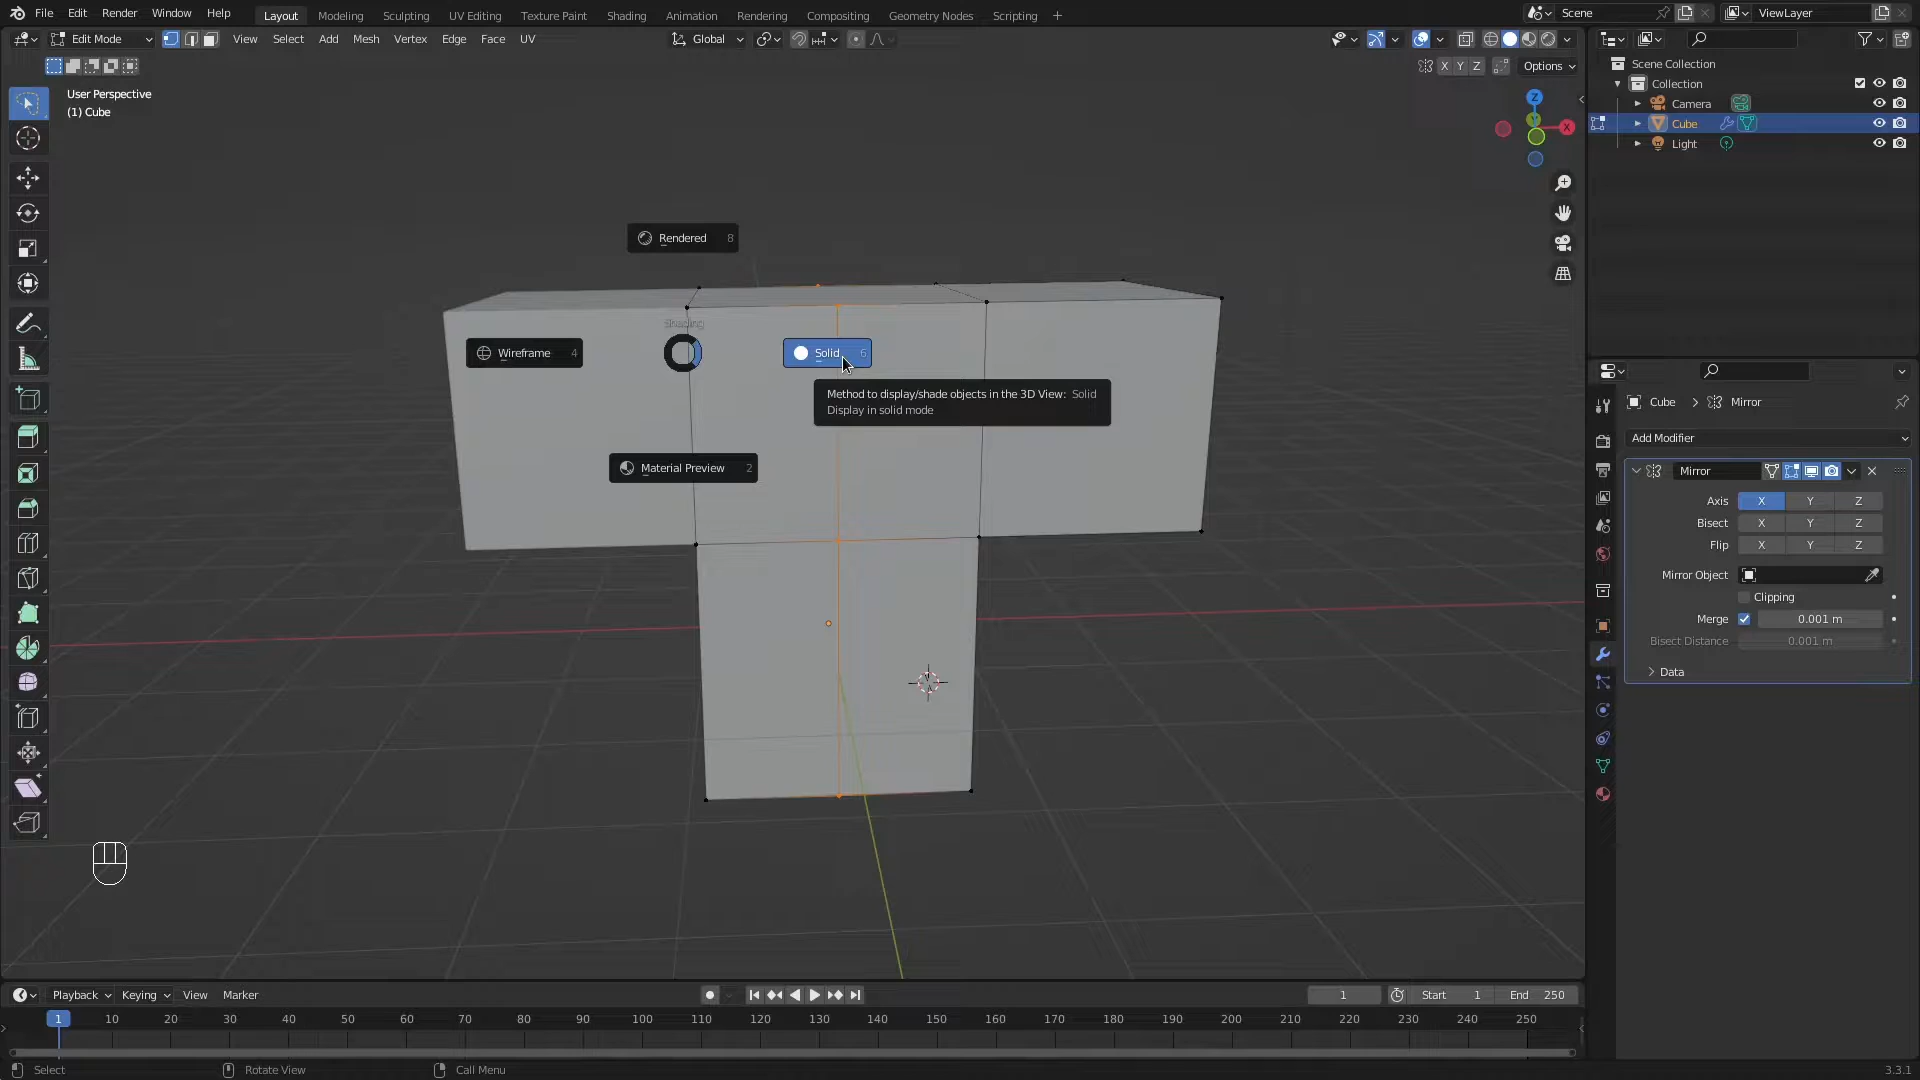 File Edit Render Window Help Layout Modeling Sculpting UV Editing Texture Paint Shading Animation Rendering Compositing Geometry Nodes Scripting + Scene ViewLayer
Edit Mode View Select Add Mesh Vertex Edge Face UV Global
X Y Z Options
User Perspective
(1) Cube
Z
X
Scene Collection
Collection
Camera
Cube
Light
Rendered 8
Shading
Wireframe 4
Solid 6
Method to display/shade objects in the 3D View: Solid
Display in solid mode
Material Preview 2
Cube > Mirror
Add Modifier
Mirror
Axis X Y Z
Bisect X Y Z
Flip X Y Z
Mirror Object
Clipping
Merge 0.001 m
Bisect Distance 0.001 m
Data
Playback Keying View Marker 1 Start 1 End 250
1 10 20 30 40 50 60 70 80 90 100 110 120 130 140 150 160 170 180 190 200 210 220 230 240 250
Select Rotate View Call Menu 3.3.1